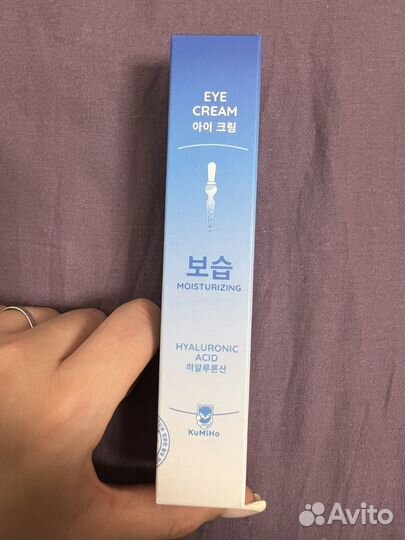 EYE
CREAM
아이 크림
보습
MOISTURIZING
HYALURONIC
ACID
히알루론산
KuMiHo
Avito